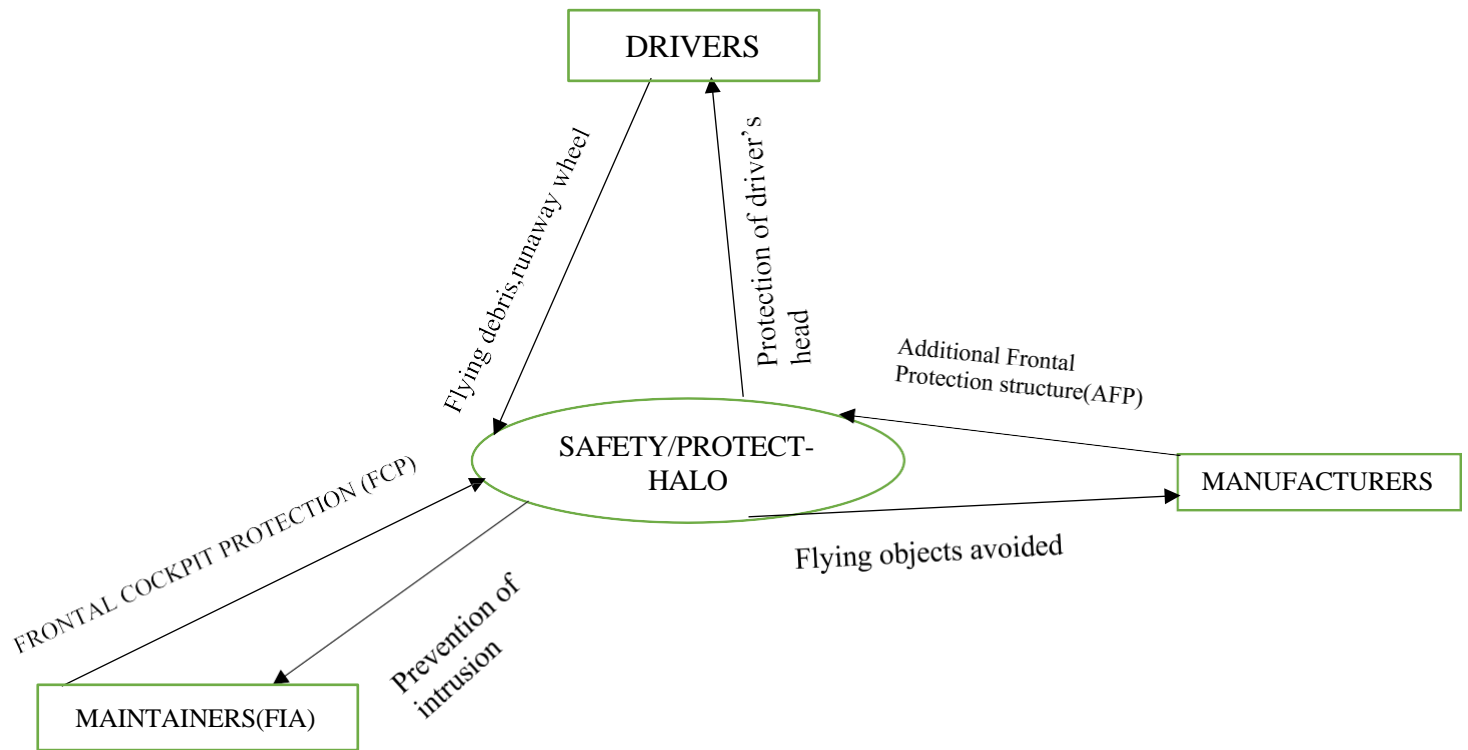 DRIVERS
Flying debris,runaway wheel
Protection of driver’s
head
Additional Frontal
Protection structure(AFP)
SAFETY/PROTECT-
HALO
MANUFACTURERS
FRONTAL COCKPIT PROTECTION (FCP)
Flying objects avoided
Prevention of
intrusion
MAINTAINERS(FIA)